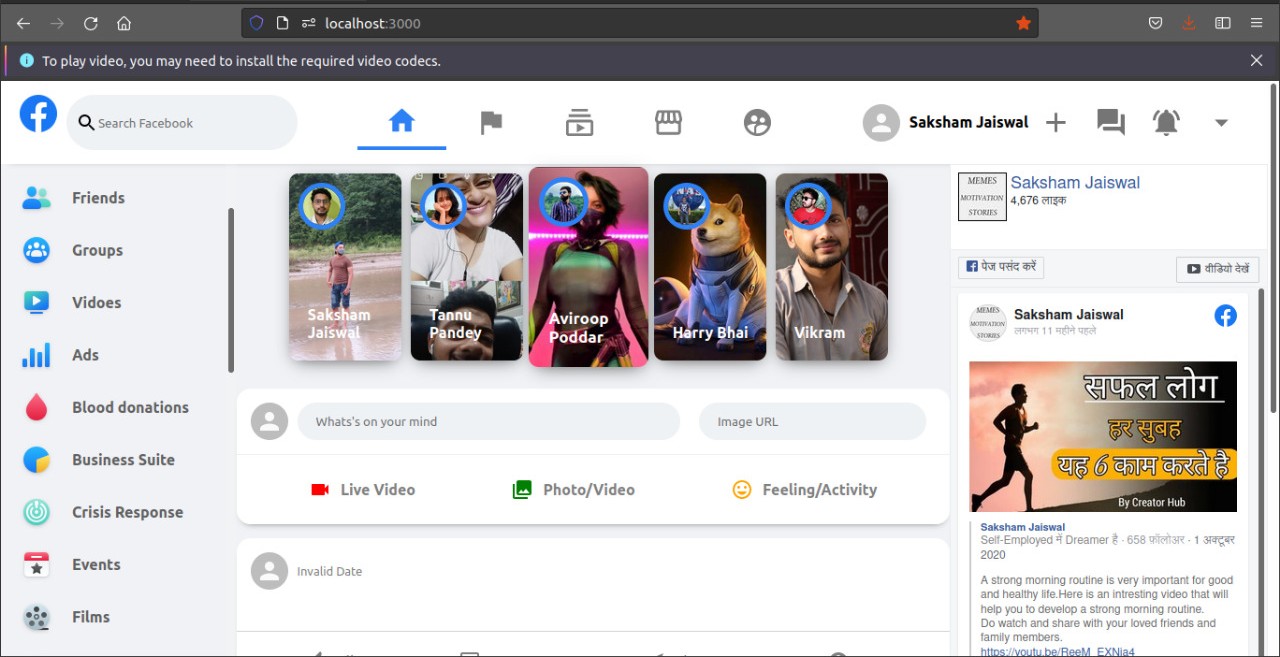 localhost:3000
To play video, you may need to install the required video codecs.
Search Facebook
Saksham Jaiswal
Friends
Groups
Vidoes
Ads
Blood donations
Business Suite
Crisis Response
Events
Films
Saksham
Jaiswal
Tannu
Pandey
Aviroop
Poddar
Harry Bhai
Vikram
Whats's on your mind
Image URL
Live Video
Photo/Video
Feeling/Activity
Invalid Date
MEMES
MOTIVATION
STORIES
Saksham Jaiswal
4,676 लाइक
पेज पसंद करें
वीडियो देखें
MEMES
MOTIVATION
STORIES
Saksham Jaiswal
लगभग 11 महीने पहले
सफल लोग
हर सुबह
यह 6 काम करते है
By Creator Hub
Saksham Jaiswal
Self-Employed में Dreamer है · 658 फ़ॉलोअर · 1 अक्टूबर
2020
A strong morning routine is very important for good
and healthy life.Here is an intresting video that will
help you to develop a strong morning routine.
Do watch and share with your loved friends and
family members.
https://youtu.be/ReeM_EXNja4